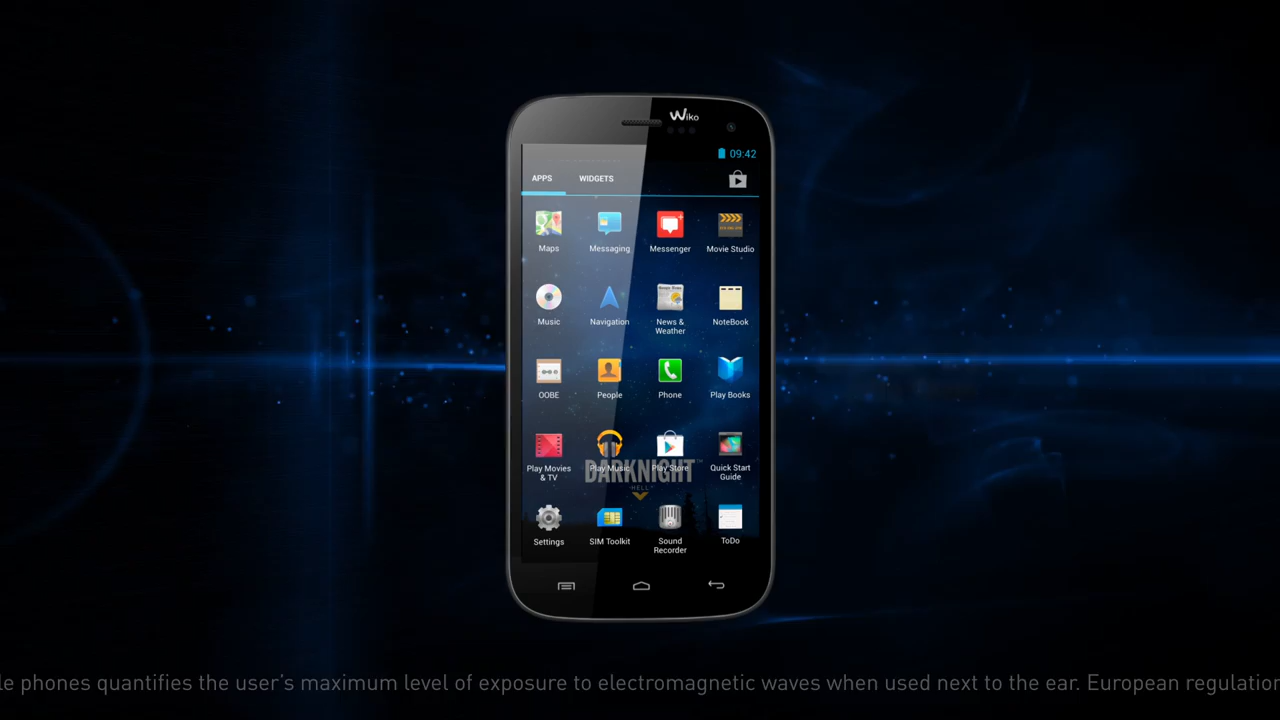 Wiko
09:42
APPS WIDGETS
Maps Messaging Messenger Movie Studio
Music Navigation News & Weather NoteBook
OOBE People Phone Play Books
Play Movies & TV Play Music Play Store Quick Start Guide
DARKNIGHT
HELL
Settings SIM Toolkit Sound Recorder ToDo
le phones quantifies the user's maximum level of exposure to electromagnetic waves when used next to the ear. European regulation